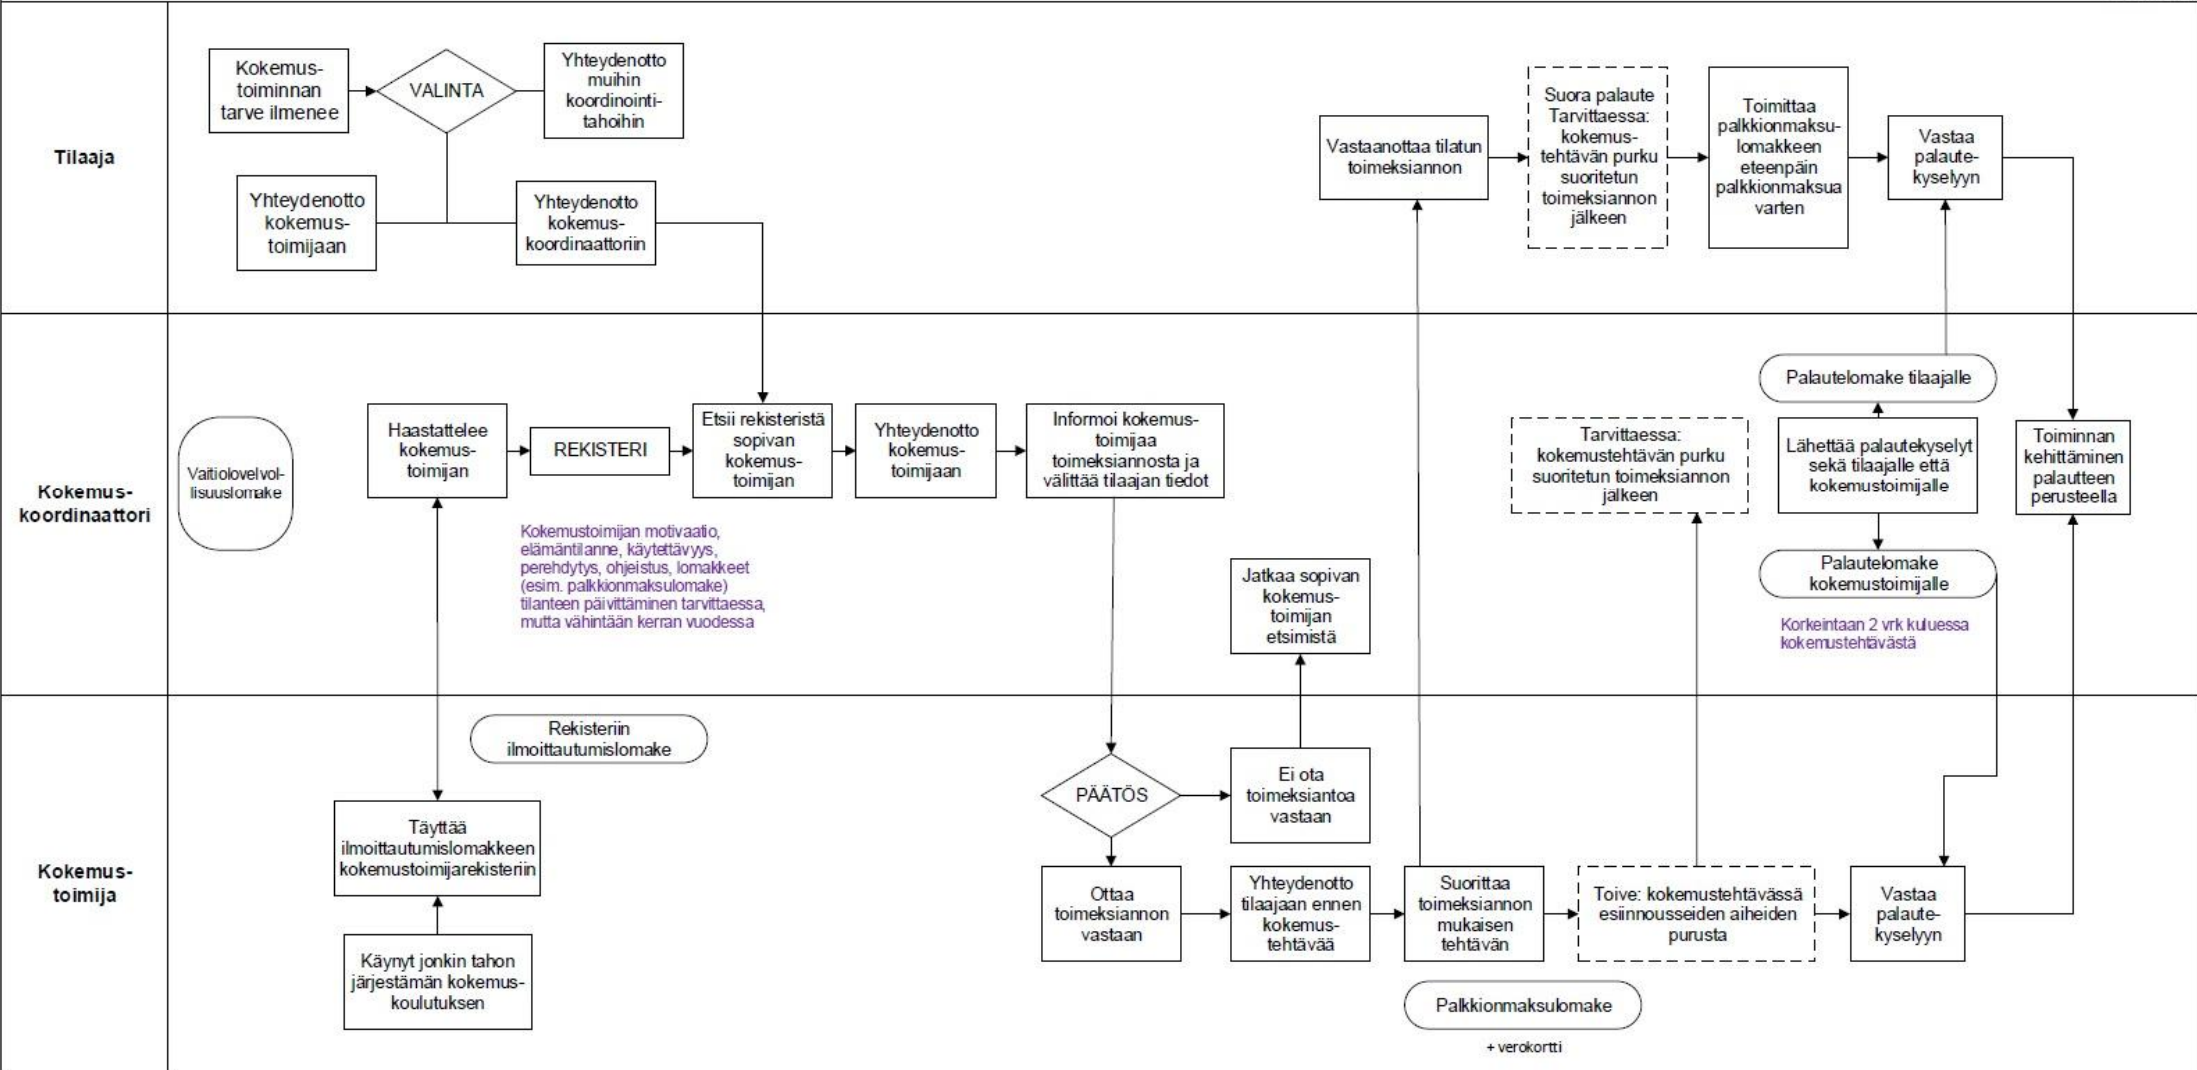 Tilaaja
Kokemus-
toiminnan
tarve ilmenee
VALINTA
Yhteydenotto
muihin
koordinointi-
tahoihin
Yhteydenotto
kokemus-
toimijaan
Yhteydenotto
kokemus-
koordinaattoriin
Vastaanottaa tilatun
toimeksiannon
Suora palaute
Tarvittaessa:
kokemus-
tehtävän purku
suoritetun
toimeksiannon
jälkeen
Toimittaa
palkkionmaksu-
lomakkeen
eteenpäin
palkkionmaksua
varten
Vastaa
palaute-
kyselyyn
Kokemus-
koordinaattori
Vaitiolovelvol-
lisuuslomake
Haastattelee
kokemus-
toimijan
REKISTERI
Etsii rekisteristä
sopivan
kokemus-
toimijan
Yhteydenotto
kokemus-
toimijaan
Informoi kokemus-
toimijaa
toimeksiannosta ja
välittää tilaajan tiedot
Kokemustoimijan motivaatio,
elämäntilanne, käytettävyys,
perehdytys, ohjeistus, lomakkeet
(esim. palkkionmaksulomake)
tilanteen päivittäminen tarvittaessa,
mutta vähintään kerran vuodessa
Jatkaa sopivan
kokemus-
toimijan
etsimistä
Tarvittaessa:
kokemustehtävän purku
suoritetun toimeksiannon
jalkeen
Palautelomake tilaajalle
Lähettää palautekyselyt
sekä tilaajalle että
kokemustoimijalle
Palautelomake
kokemustoimijalle
Korkeintaan 2 vrk kuluessa
kokemustehtävästä
Toiminnan
kehittäminen
palautteen
perusteella
Kokemus-
toimija
Rekisteriin
ilmoittautumislomake
Täyttää
ilmoittautumislomakkeen
kokemustoimijarekisteriin
Käynyt jonkin tahon
järjestämän kokemus-
koulutuksen
PÄÄTÖS
Ei ota
toimeksiantoa
vastaan
Ottaa
toimeksiannon
vastaan
Yhteydenotto
tilaajaan ennen
kokemus-
tehtävää
Suorittaa
toimeksiannon
mukaisen
tehtävän
Toive: kokemustehtävässä
esiinnousseiden aiheiden
purusta
Vastaa
palaute-
kyselyyn
Palkkionmaksulomake
+ verokortti